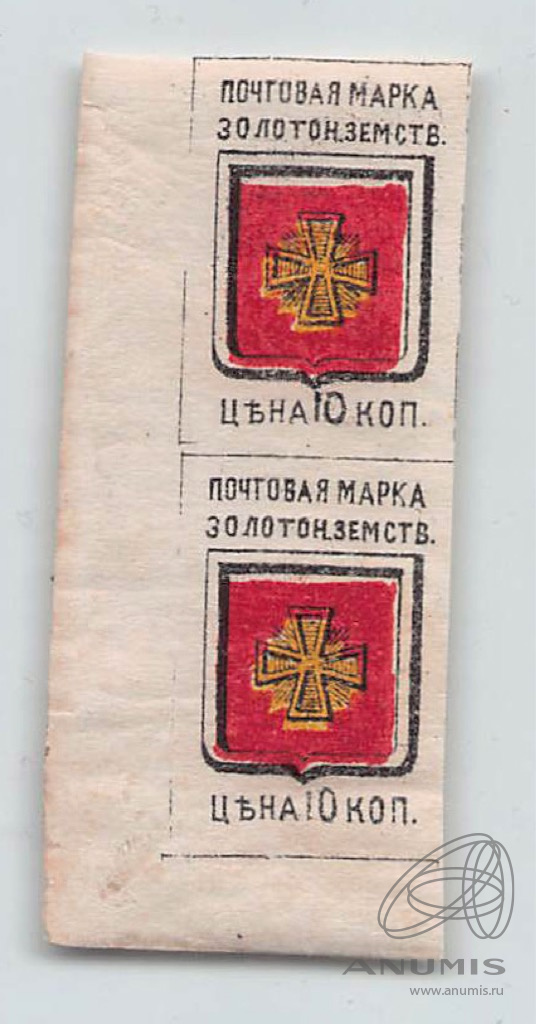 ПОЧТОВАЯ МАРКА
ЗОЛОТОН.ЗЕМСТВ.
ЦѢНА 10 КОП.
ПОЧТОВАЯ МАРКА
ЗОЛОТОН.ЗЕМСТВ.
ЦѢНА 10 КОП.
ANUMIS
www.anumis.ru